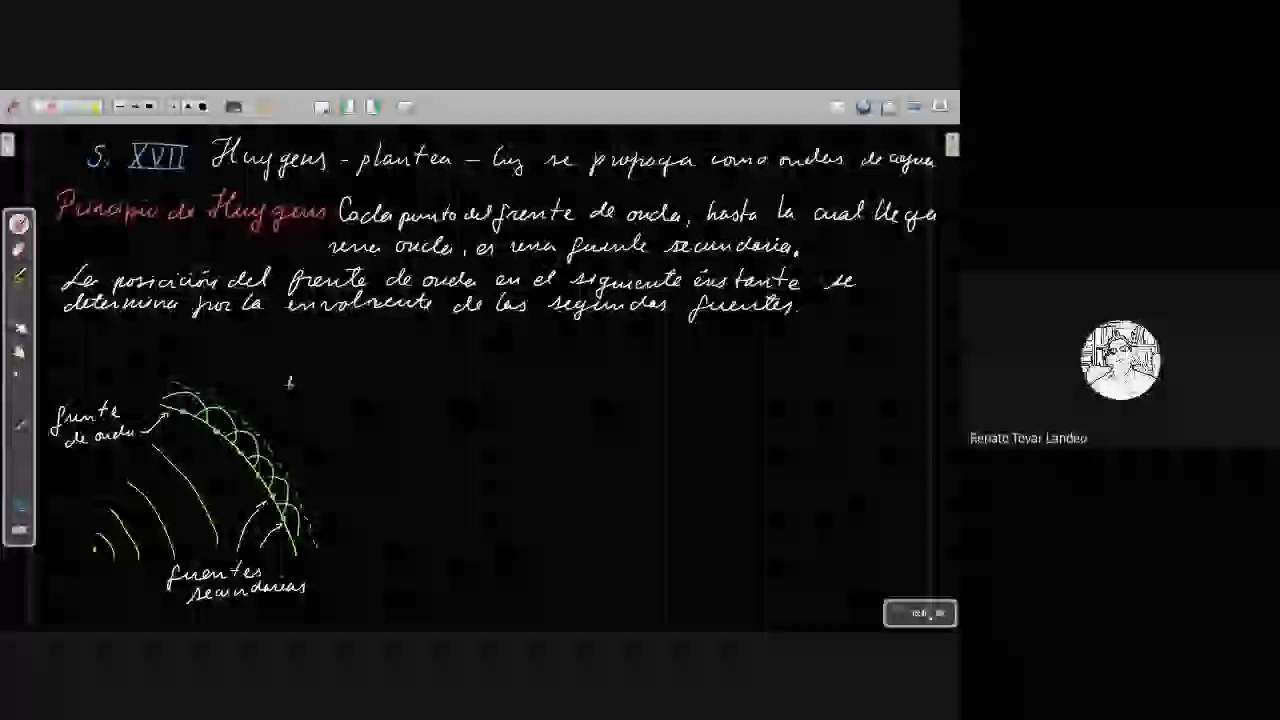 S. XVII Huygens - plantea - luz se propaga como ondas de agua
Principio de Huygens Cada punto del frente de onda, hasta la cual llega
una onda, es una fuente secundaria.
La posición del frente de onda en el siguiente instante se
determina por la envolvente de las segundas fuentes.
frente
de onda
fuentes
secundarias
Renato Tovar Landeo